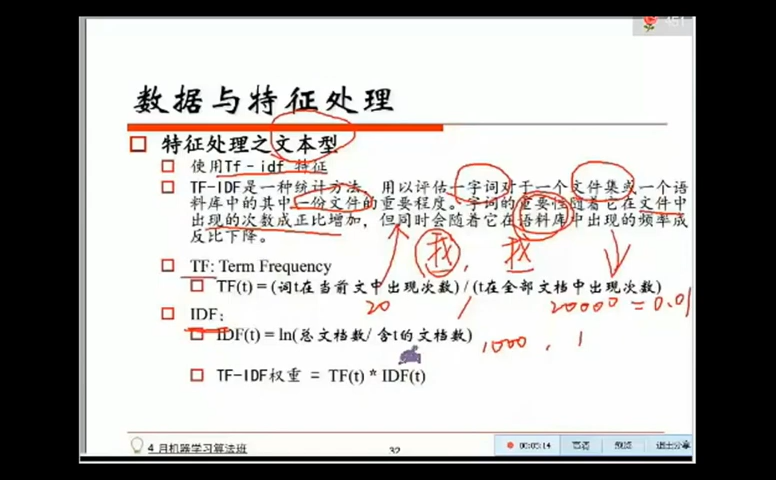 数据与特征处理
特征处理之文本型
使用Tf-idf 特征
TF-IDF是一种统计方法，用以评估一字词对于一个文件集或一个语
料库中的其中一份文件的重要程度。字词的重要性随着它在文件中
出现的次数成正比增加，但同时会随着它在语料库中出现的频率成
反比下降。
我, 我
TF: Term Frequency
TF(t) = (词t在当前文中出现次数) / (t在全部文档中出现次数)
20 / 20000 = 0.01
IDF:
IDF(t) = ln(总文档数/ 含t的文档数)
1000 , 1
TF-IDF权重 = TF(t) * IDF(t)
4 月机器学习算法班
32
00:05:14
退出分享